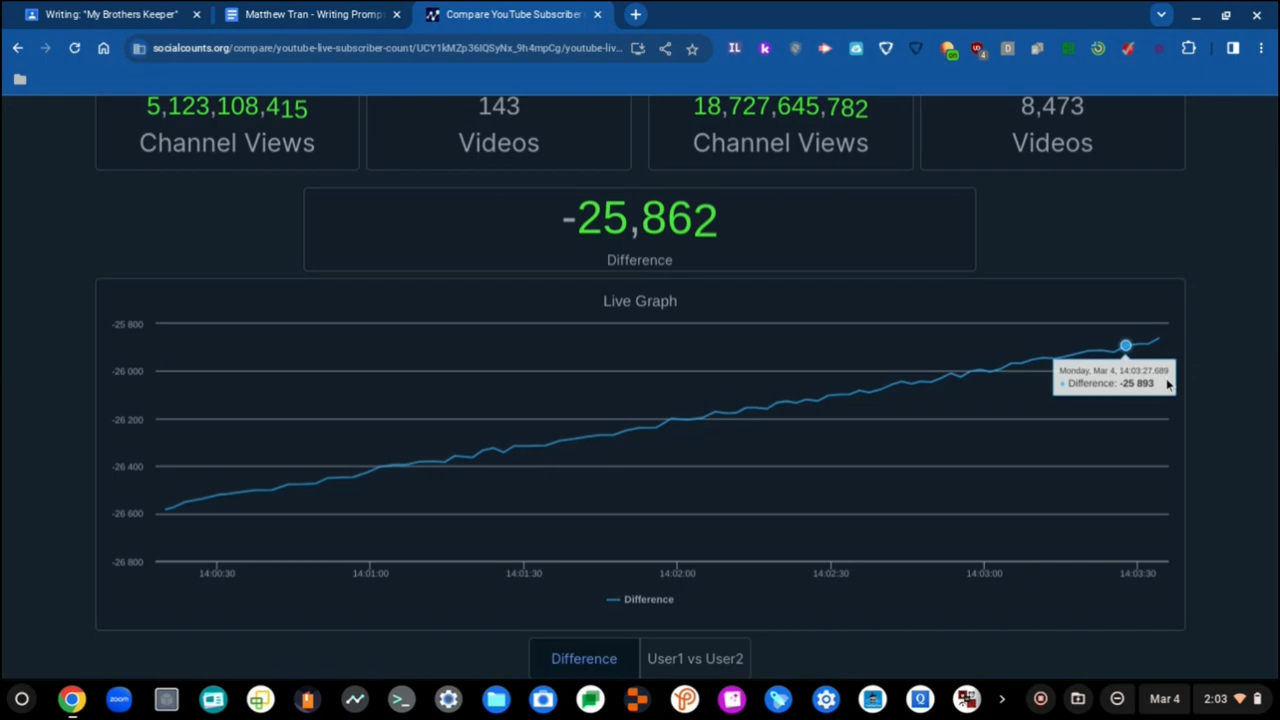 Writing: "My Brothers Keeper"
Matthew Tran - Writing Promp
Compare YouTube Subscriber
socialcounts.org/compare/youtube-live-subscriber-count/UCY1kMZp36IQSyNx_9h4mpCg/youtube-liv...
5,123,108,415
Channel Views
143
Videos
18,727,645,782
Channel Views
8,473
Videos
-25,862
Difference
Live Graph
-25 800
-26 000
-26 200
-26 400
-26 600
-26 800
Monday, Mar 4, 14:03:27.689
Difference: -25 893
14:00:30
14:01:00
14:01:30
14:02:00
14:02:30
14:03:00
14:03:30
Difference
Difference
User1 vs User2
zoom
Mar 4
2:03